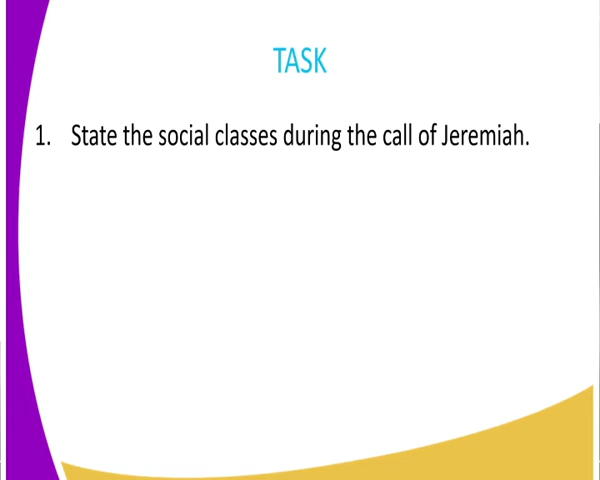 TASK
1. State the social classes during the call of Jeremiah.